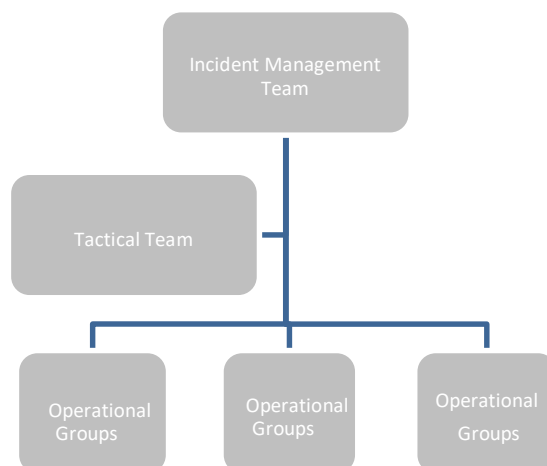 Incident Management
Team
Tactical Team
Operational
Groups
Operational
Groups
Operational
Groups